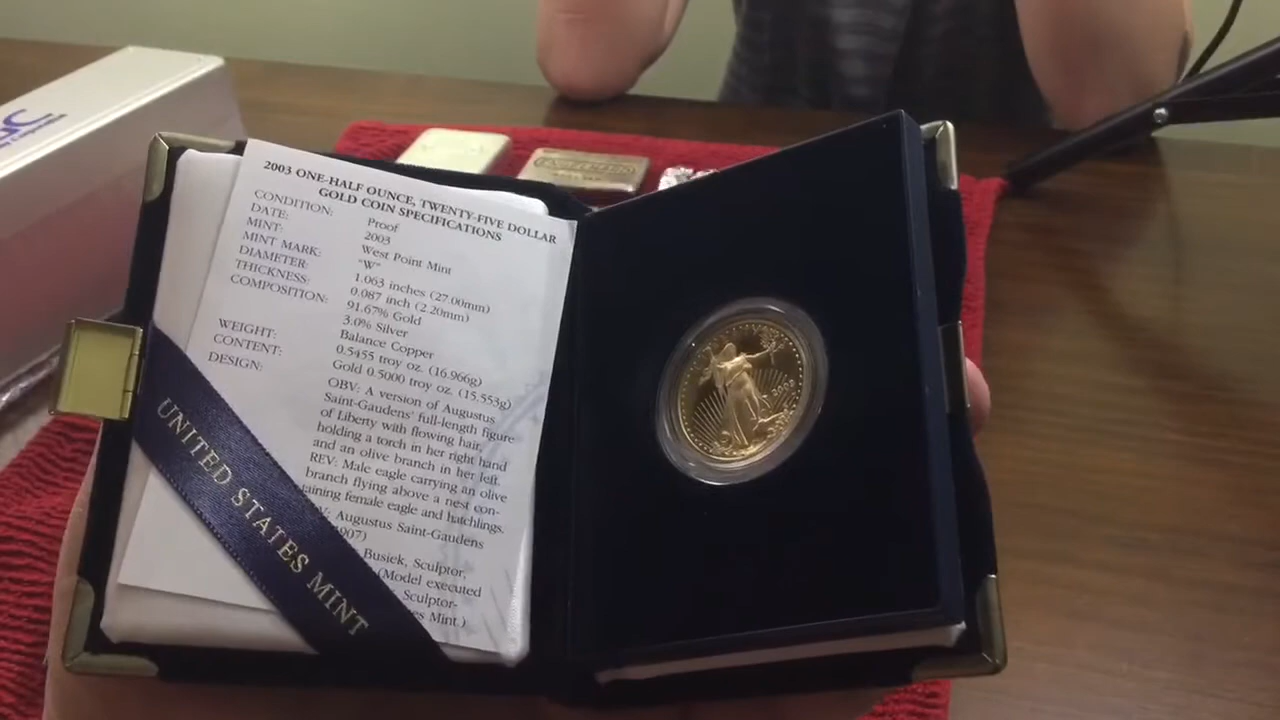 GC
2003 ONE-HALF OUNCE, TWENTY-FIVE DOLLAR
GOLD COIN SPECIFICATIONS
CONDITION: Proof
DATE: 2003
MINT: West Point Mint
MINT MARK: "W"
DIAMETER: 1.063 inches (27.00mm)
THICKNESS: 0.087 inch (2.20mm)
COMPOSITION: 91.67% Gold
3.0% Silver
Balance Copper
WEIGHT: 0.5455 troy oz. (16.966g)
CONTENT: Gold 0.5000 troy oz. (15.553g)
DESIGN: OBV: A version of Augustus
Saint-Gaudens' full-length figure
of Liberty with flowing hair,
holding a torch in her right hand
and an olive branch in her left.
REV: Male eagle carrying an olive
branch flying above a nest con-
taining female eagle and hatchlings.
V: Augustus Saint-Gaudens
907)
Busiek, Sculptor,
(Model executed
Sculptor-
es Mint.)
UNITED STATES MINT
2003